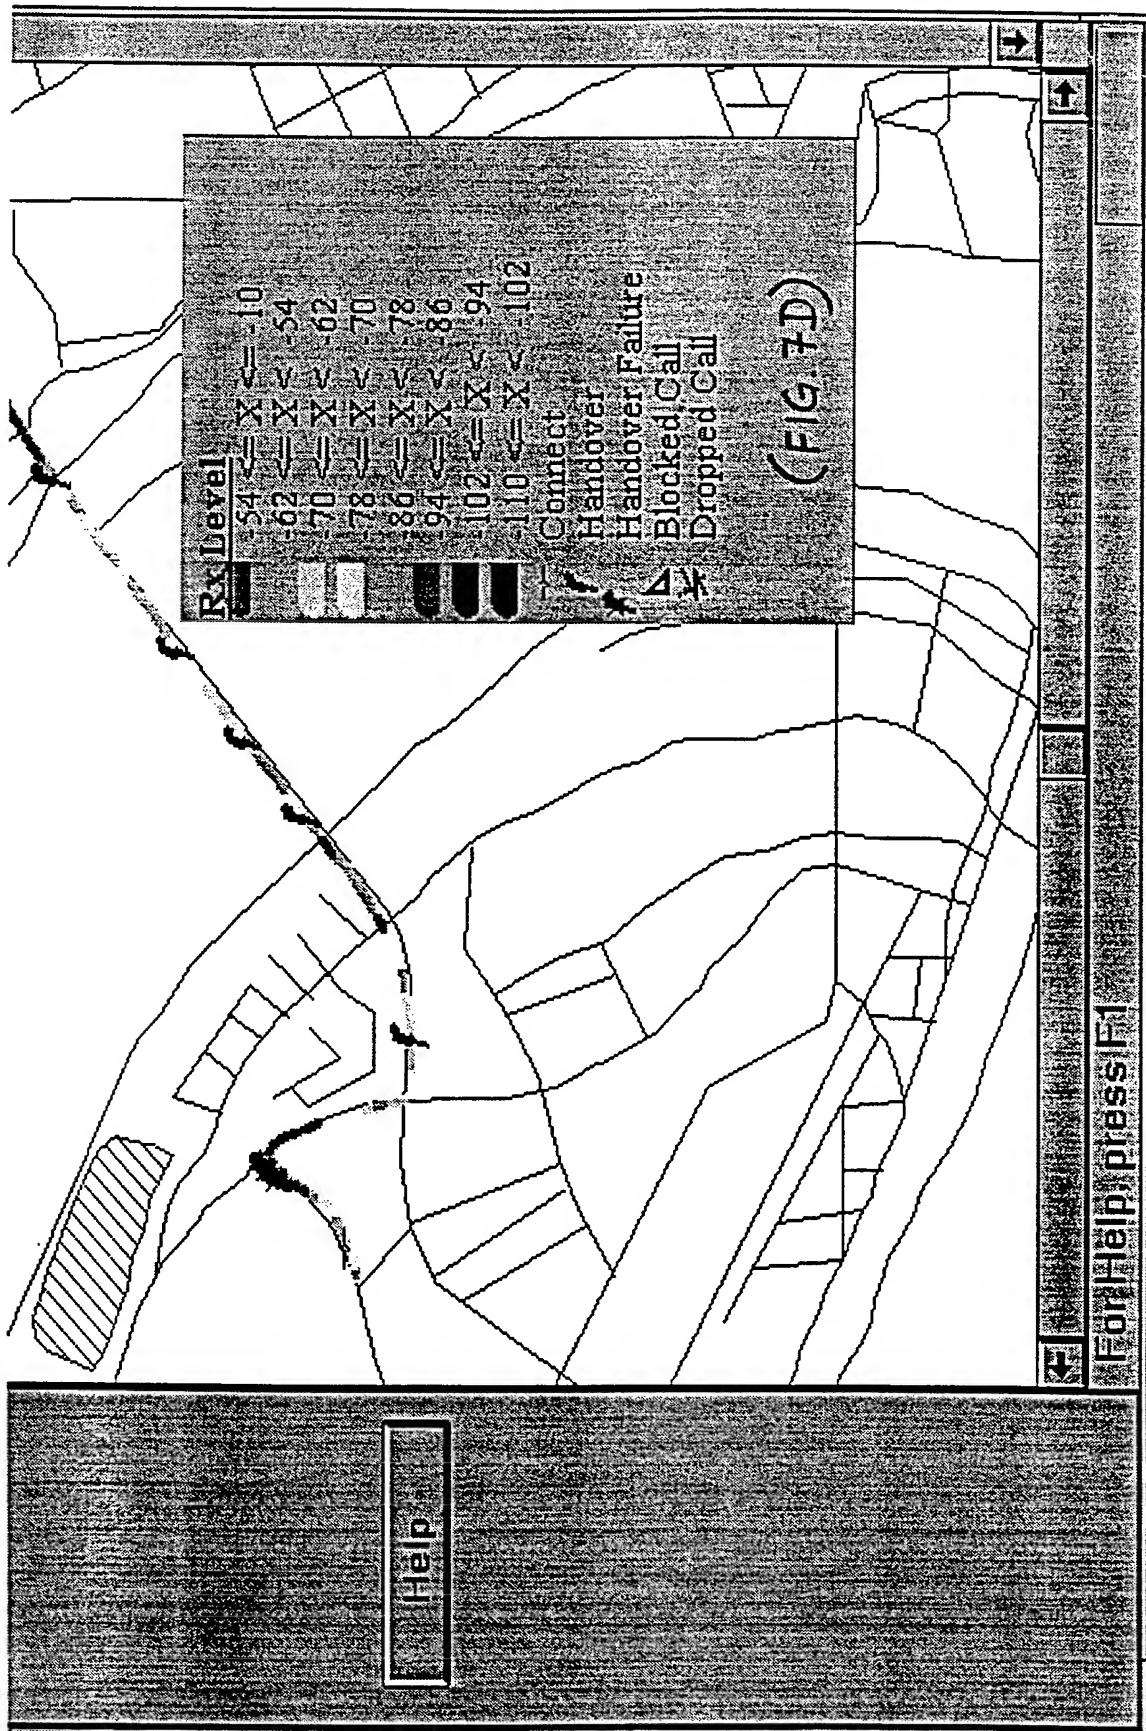 Rx Level
-54 <= X <= -10
-62 <= X < -54
-70 <= X < -62
-78 <= X < -70
-86 <= X < -78
-94 <= X < -86
-102 <= X < -94
-110 <= X < -102
Connect
Handover
Handover Failure
Blocked Call
Dropped Call
(FIG. 7D)
Help
For Help, press F1